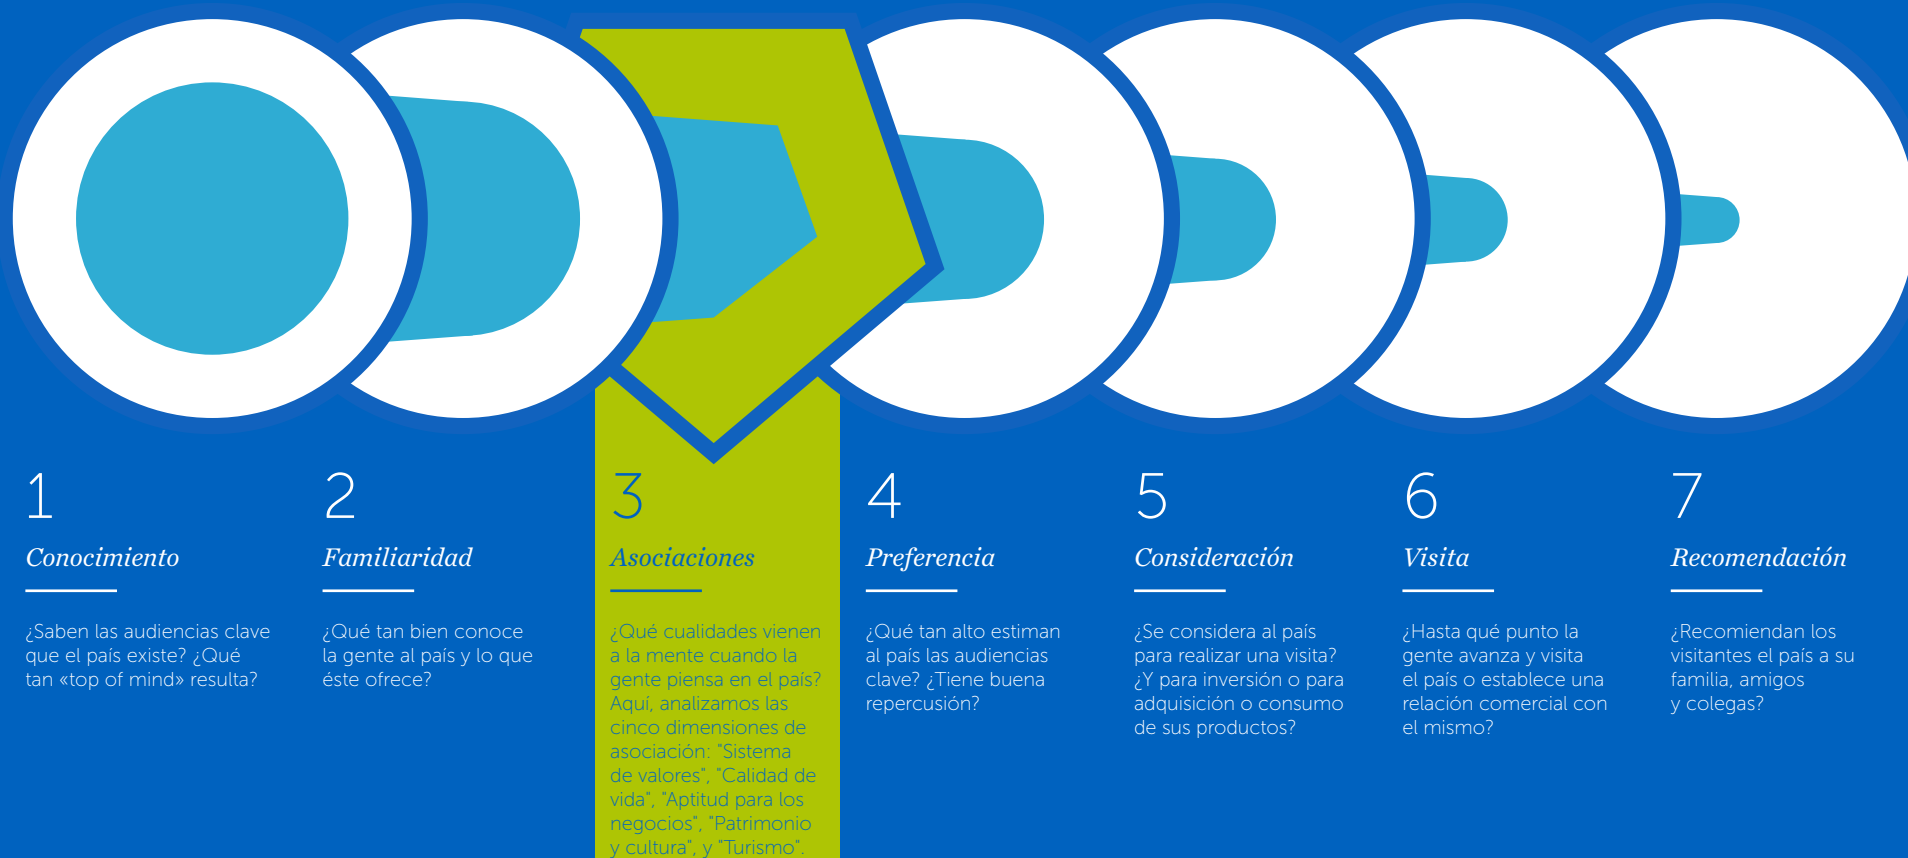 1
Conocimiento
¿Saben las audiencias clave
que el país existe? ¿Qué
tan «top of mind» resulta?
2
Familiaridad
¿Qué tan bien conoce
la gente al país y lo que
éste ofrece?
3
Asociaciones
¿Qué cualidades vienen
a la mente cuando la
gente piensa en el país?
Aquí, analizamos las
cinco dimensiones de
asociación: "Sistema
de valores", "Calidad de
vida", "Aptitud para los
negocios", "Patrimonio
y cultura", y "Turismo".
4
Preferencia
¿Qué tan alto estiman
al país las audiencias
clave? ¿Tiene buena
repercusión?
5
Consideración
¿Se considera al país
para realizar una visita?
¿Y para inversión o para
adquisición o consumo
de sus productos?
6
Visita
¿Hasta qué punto la
gente avanza y visita
el país o establece una
relación comercial con
el mismo?
7
Recomendación
¿Recomiendan los
visitantes el país a su
familia, amigos
y colegas?